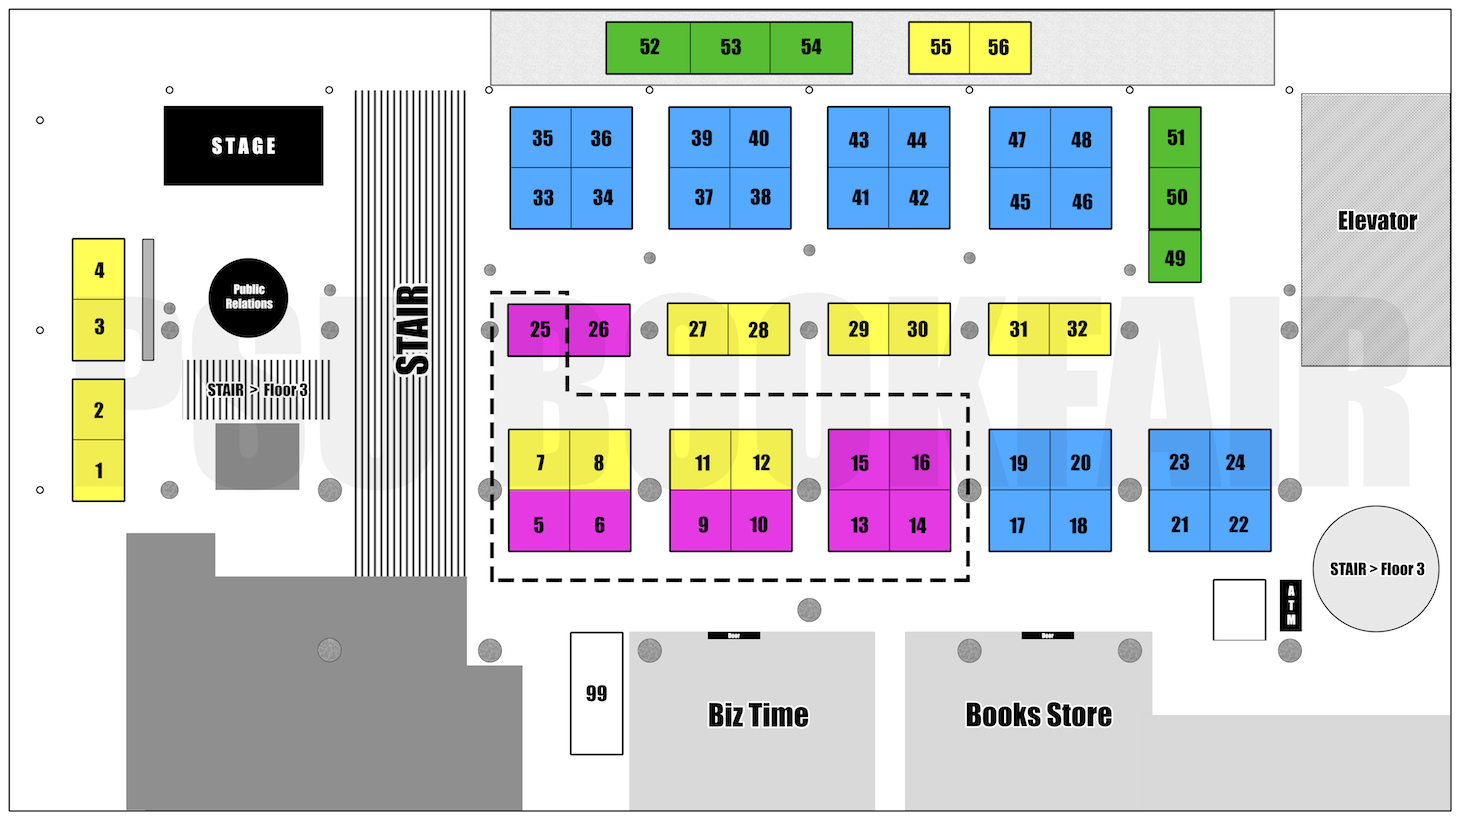 52 53 54 55 56
STAGE
35 36 39 40 43 44 47 48 51
33 34 37 38 41 42 45 46 50
Elevator
4
49
Public
Relations
3
STAIR
25 26 27 28 29 30 31 32
PSU BOOKFAIR
STAIR > Floor 3
2
7 8 11 12 15 16 19 20 23 24
1
5 6 9 10 13 14 17 18 21 22
STAIR > Floor 3
ATM
Door
Door
99
Biz Time
Books Store